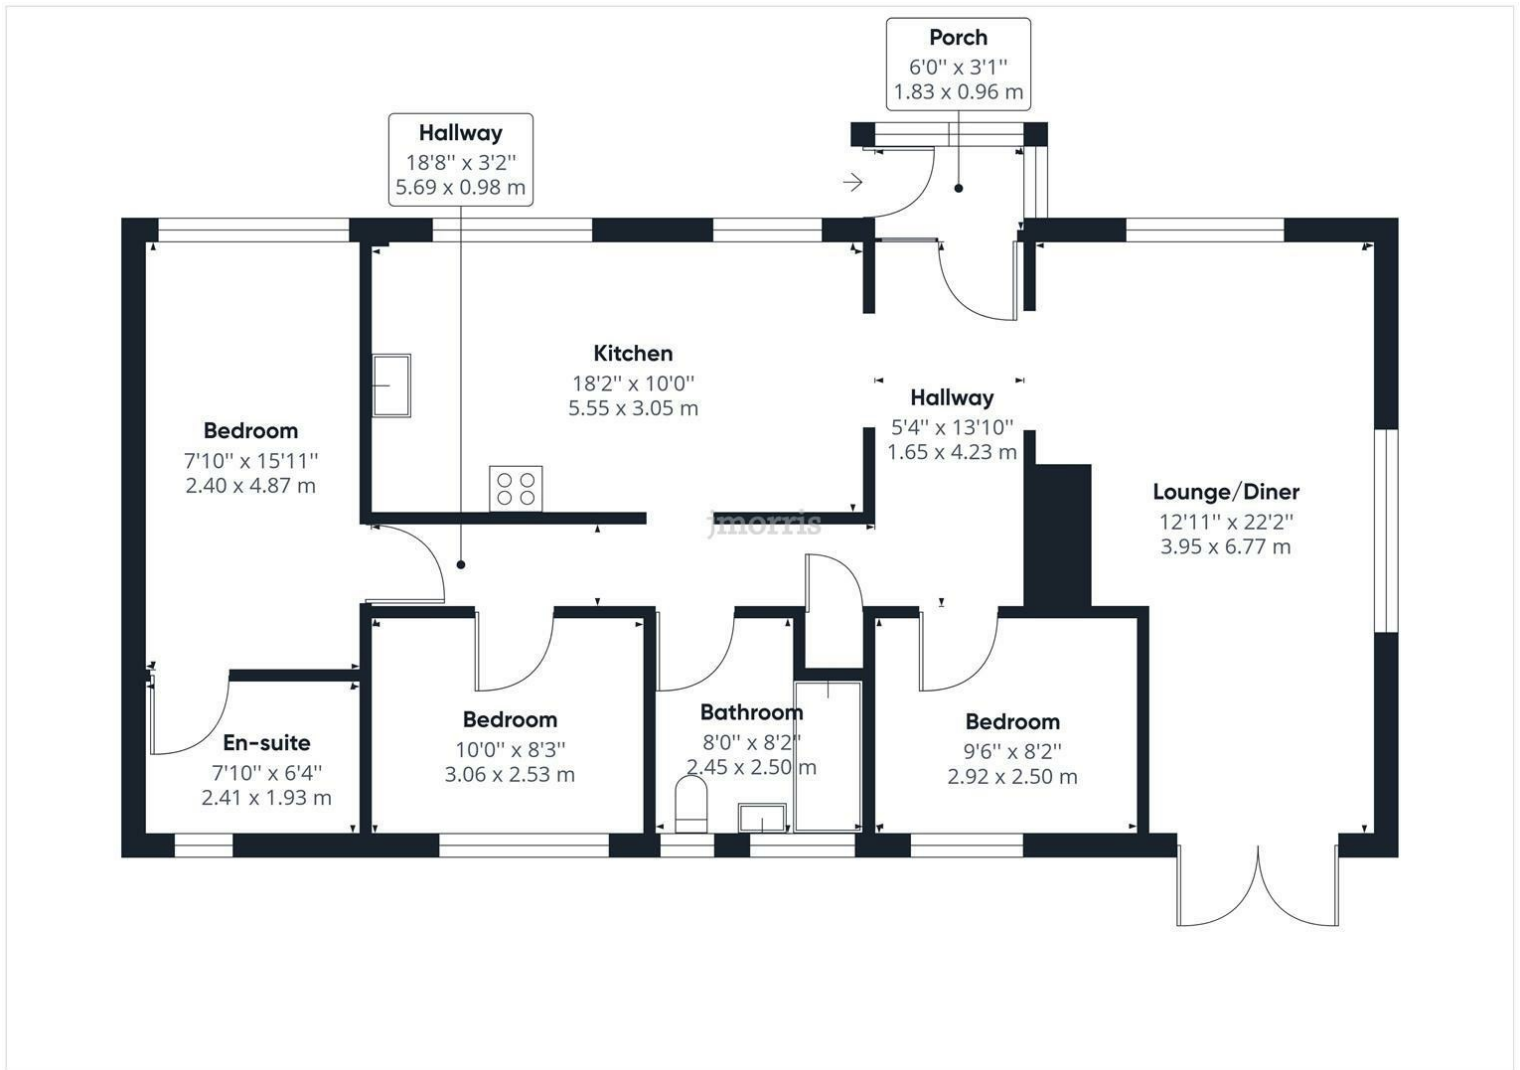 Porch
6'0'' x 3'1''
1.83 x 0.96 m
Hallway
18'8'' x 3'2''
5.69 x 0.98 m
Kitchen
18'2'' x 10'0''
5.55 x 3.05 m
Hallway
5'4'' x 13'10''
1.65 x 4.23 m
Bedroom
7'10'' x 15'11''
2.40 x 4.87 m
Lounge/Diner
12'11'' x 22'2''
3.95 x 6.77 m
jmorris
En-suite
7'10'' x 6'4''
2.41 x 1.93 m
Bedroom
10'0'' x 8'3''
3.06 x 2.53 m
Bathroom
8'0'' x 8'2''
2.45 x 2.50 m
Bedroom
9'6'' x 8'2''
2.92 x 2.50 m